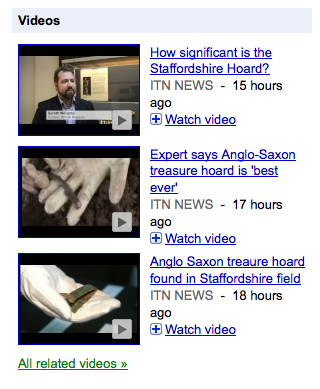 Videos
How significant is the
Staffordshire Hoard?
ITN NEWS - 15 hours
ago
Watch video
Expert says Anglo-Saxon
treasure hoard is 'best
ever'
ITN NEWS - 17 hours
ago
Watch video
Anglo Saxon treaure hoard
found in Staffordshire field
ITN NEWS - 18 hours
ago
Watch video
All related videos »